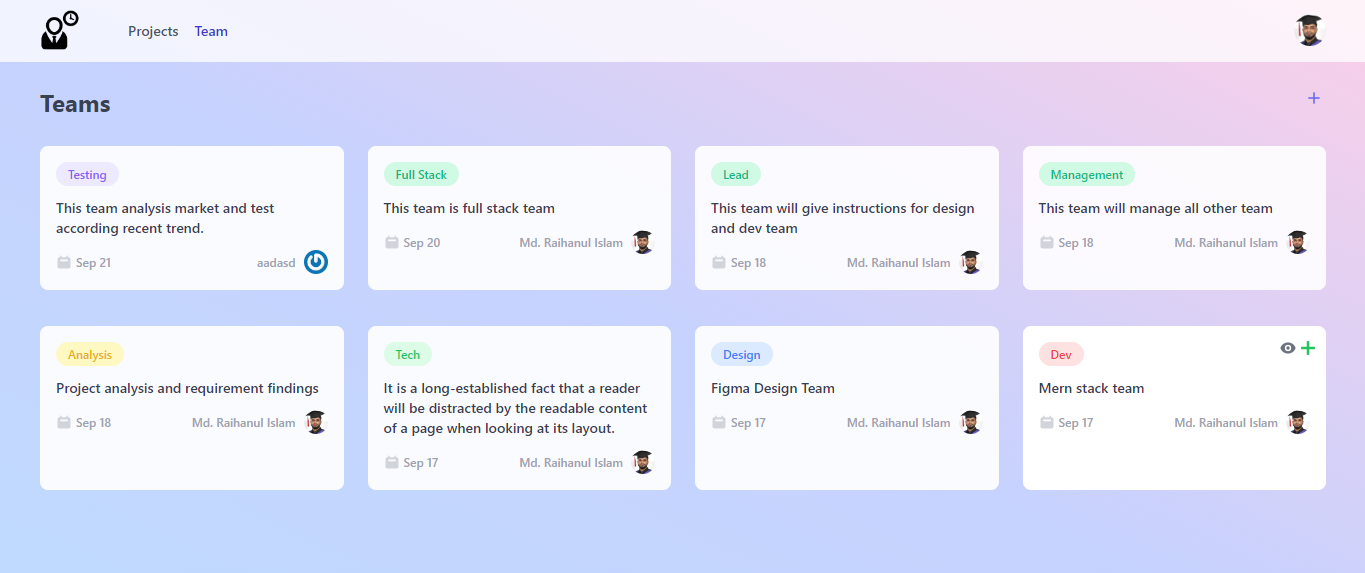 Projects
Team
Teams
Testing
This team analysis market and test
according recent trend.
Sep 21
aadasd
Full Stack
This team is full stack team
Sep 20
Md. Raihanul Islam
Lead
This team will give instructions for design
and dev team
Sep 18
Md. Raihanul Islam
Management
This team will manage all other team
Sep 18
Md. Raihanul Islam
Analysis
Project analysis and requirement findings
Sep 18
Md. Raihanul Islam
Tech
It is a long-established fact that a reader
will be distracted by the readable content
of a page when looking at its layout.
Sep 17
Md. Raihanul Islam
Design
Figma Design Team
Sep 17
Md. Raihanul Islam
Dev
Mern stack team
Sep 17
Md. Raihanul Islam